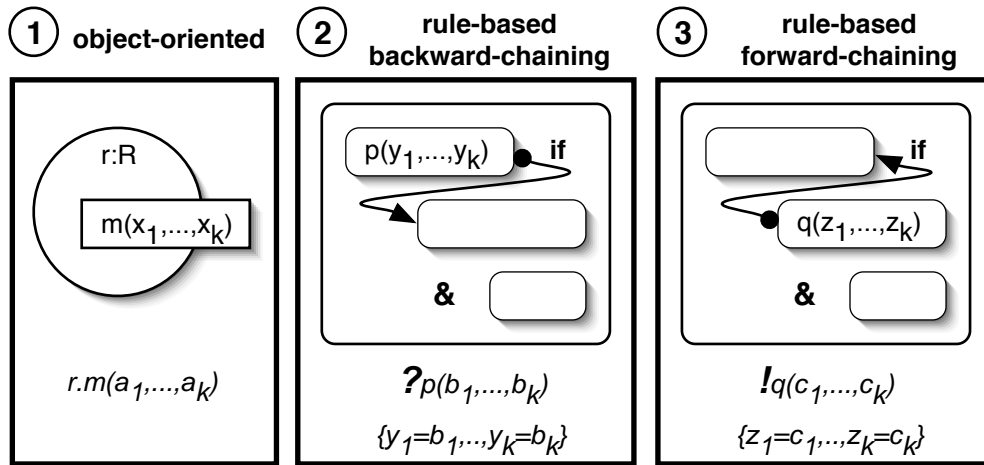 1 object-oriented
r:R
m(x₁,...,xₖ)
r.m(a₁,...,aₖ)
2 rule-based
backward-chaining
p(y₁,...,yₖ) if
&
?p(b₁,...,bₖ)
{y₁=b₁,..,yₖ=bₖ}
3 rule-based
forward-chaining
if
q(z₁,...,zₖ)
&
!q(c₁,...,cₖ)
{z₁=c₁,..,zₖ=cₖ}